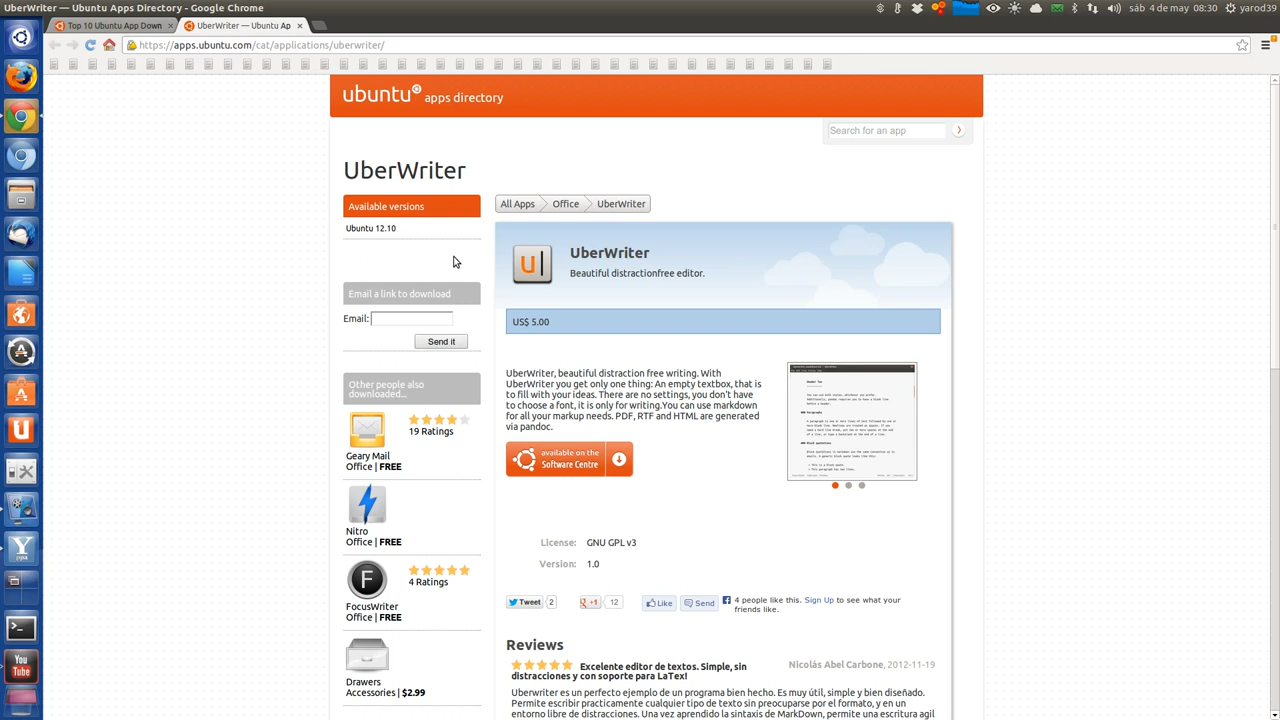 UberWriter — Ubuntu Apps Directory - Google Chrome
sáb 4 may 08:30
yarod39
Top 10 Ubuntu App Down
UberWriter — Ubuntu Ap
https://apps.ubuntu.com/cat/applications/uberwriter/
ubuntu apps directory
Search for an app
UberWriter
Available versions
Ubuntu 12.10
Email a link to download
Email:
Send it
Other people also
downloaded...
19 Ratings
Geary Mail
Office | FREE
Nitro
Office | FREE
4 Ratings
FocusWriter
Office | FREE
Drawers
Accessories | $2.99
All Apps
Office
UberWriter
UberWriter
Beautiful distractionfree editor.
US$ 5.00
UberWriter, beautiful distraction free writing. With
UberWriter you get only one thing: An empty textbox, that is
to fill with your ideas. There are no settings, you don't have
to choose a font, it is only for writing.You can use markdown
for all your markup needs. PDF, RTF and HTML are generated
via pandoc.
available on the
Software Centre
License: GNU GPL v3
Version: 1.0
Tweet 2
+1 12
Like
Send
4 people like this. Sign Up to see what your
friends like.
Reviews
Excelente editor de textos. Simple, sin
distracciones y con soporte para LaTex!
Nicolás Abel Carbone, 2012-11-19
Uberwriter es un perfecto ejemplo de un programa bien hecho. Es muy útil, simple y bien diseñado.
Permite escribir practicamente cualquier tipo de texto sin preocuparse por el formato, y en un
entorno libre de distracciones. Una vez aprendido la sintaxis de MarkDown, permite una escritura agil